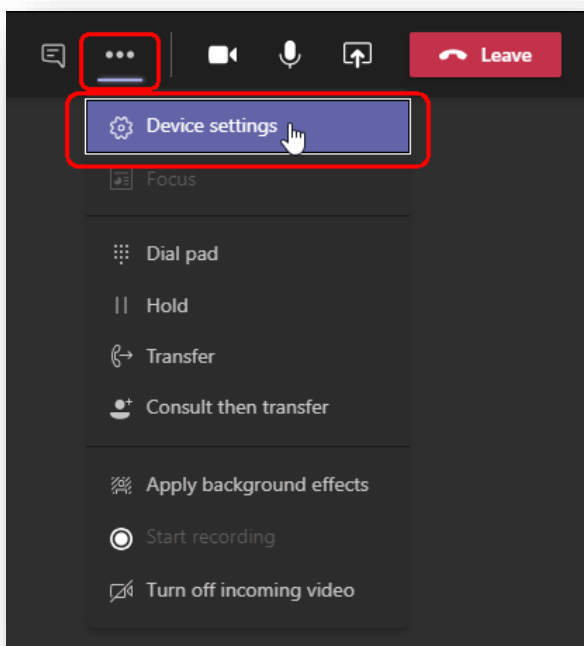 Leave
Device settings
Focus
Dial pad
Hold
Transfer
Consult then transfer
Apply background effects
Start recording
Turn off incoming video